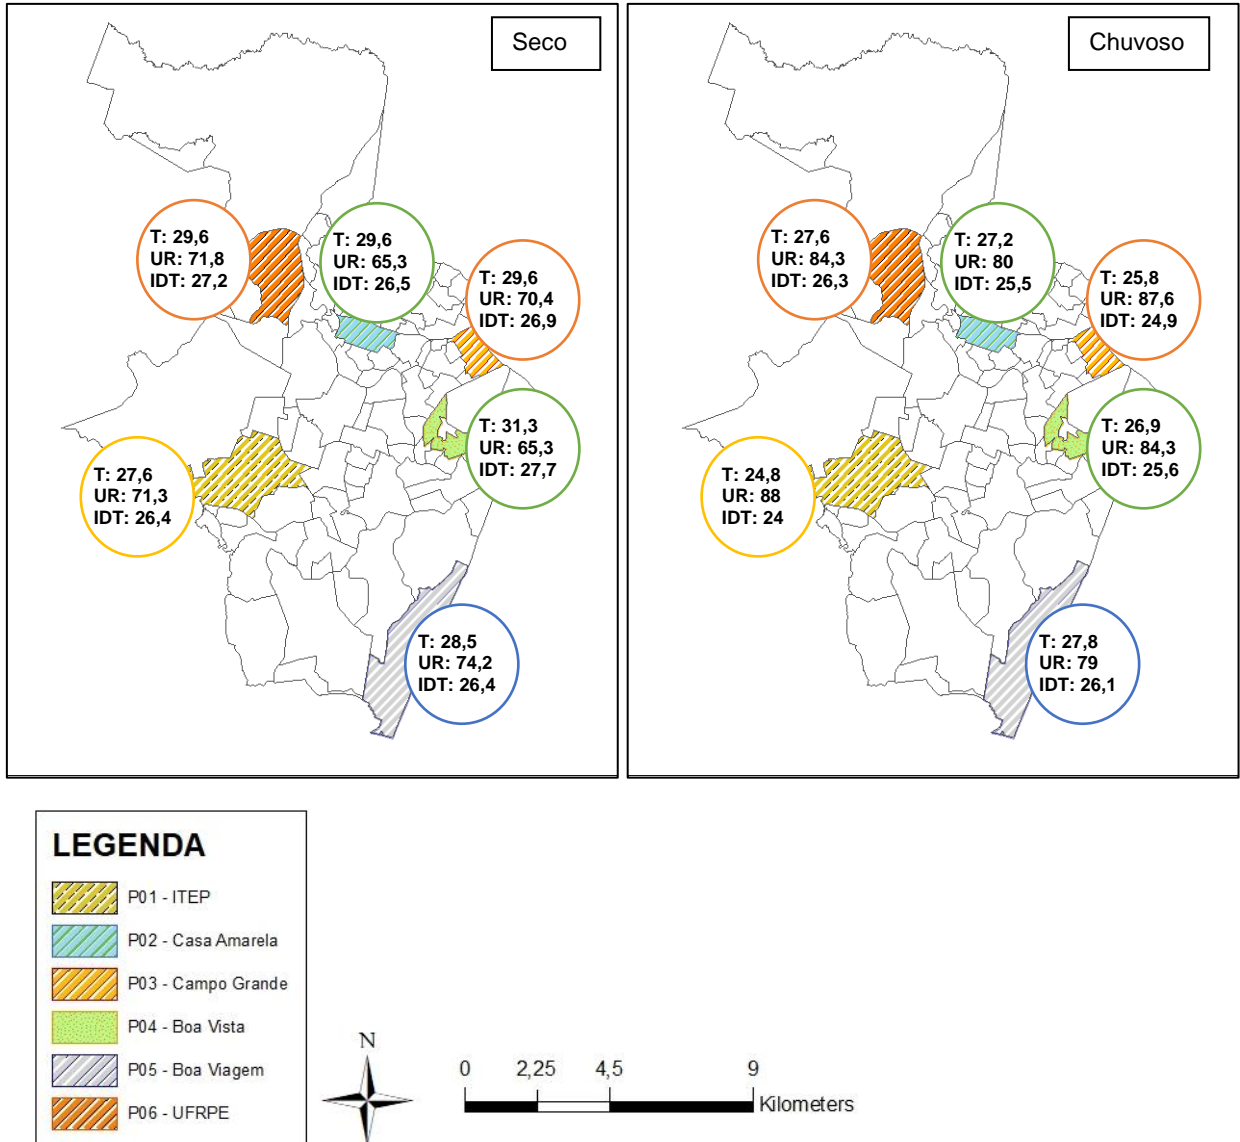 Seco
T: 29,6
UR: 71,8
IDT: 27,2
T: 29,6
UR: 65,3
IDT: 26,5
T: 29,6
UR: 70,4
IDT: 26,9
T: 31,3
UR: 65,3
IDT: 27,7
T: 27,6
UR: 71,3
IDT: 26,4
T: 28,5
UR: 74,2
IDT: 26,4
Chuvoso
T: 27,6
UR: 84,3
IDT: 26,3
T: 27,2
UR: 80
IDT: 25,5
T: 25,8
UR: 87,6
IDT: 24,9
T: 26,9
UR: 84,3
IDT: 25,6
T: 24,8
UR: 88
IDT: 24
T: 27,8
UR: 79
IDT: 26,1
LEGENDA
P01 - ITEP
P02 - Casa Amarela
P03 - Campo Grande
P04 - Boa Vista
P05 - Boa Viagem
P06 - UFRPE
N
0 2,25 4,5 9
Kilometers